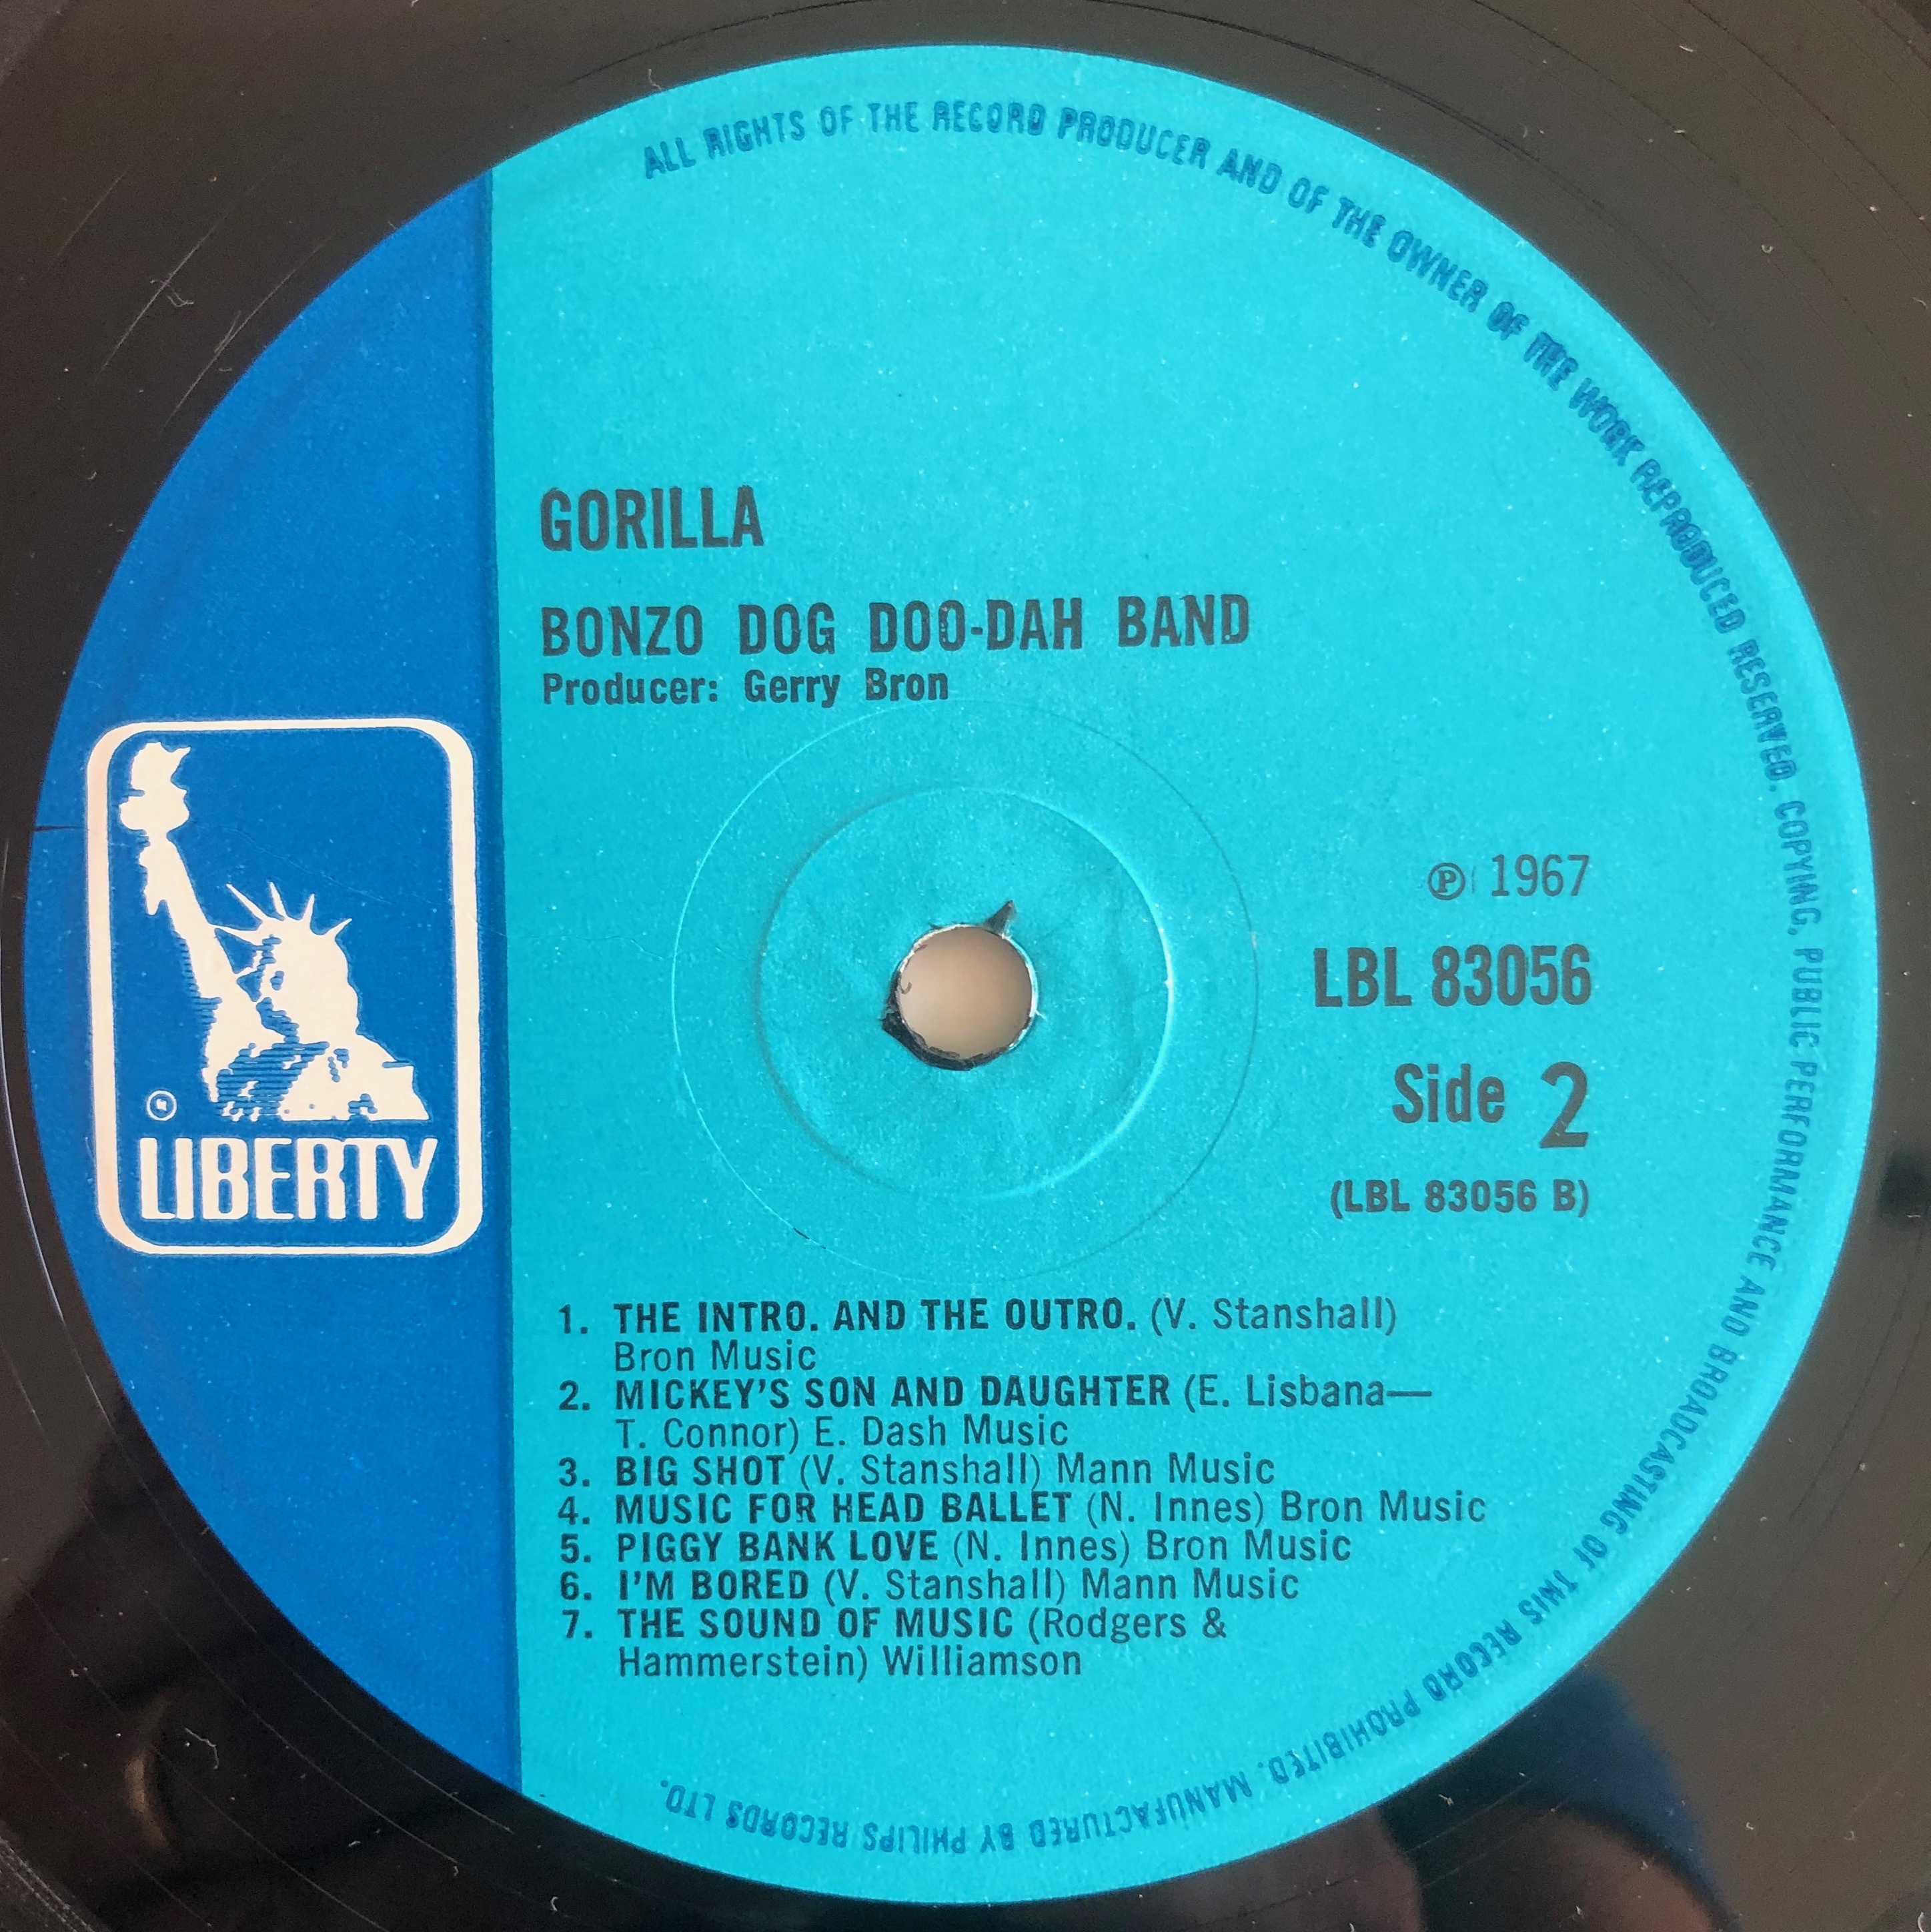 ALL RIGHTS OF THE RECORD PRODUCER AND OF THE OWNER OF THE WORK REPRODUCED RESERVED. COPYING, PUBLIC PERFORMANCE AND BROADCASTING OF THIS RECORD PROHIBITED. MANUFACTURED BY PHILIPS RECORDS LTD.
GORILLA
BONZO DOG DOO-DAH BAND
Producer: Gerry Bron
LIBERTY
Ⓟ 1967
LBL 83056
Side 2
(LBL 83056 B)
1. THE INTRO. AND THE OUTRO. (V. Stanshall)
Bron Music
2. MICKEY'S SON AND DAUGHTER (E. Lisbana—
T. Connor) E. Dash Music
3. BIG SHOT (V. Stanshall) Mann Music
4. MUSIC FOR HEAD BALLET (N. Innes) Bron Music
5. PIGGY BANK LOVE (N. Innes) Bron Music
6. I'M BORED (V. Stanshall) Mann Music
7. THE SOUND OF MUSIC (Rodgers &
Hammerstein) Williamson